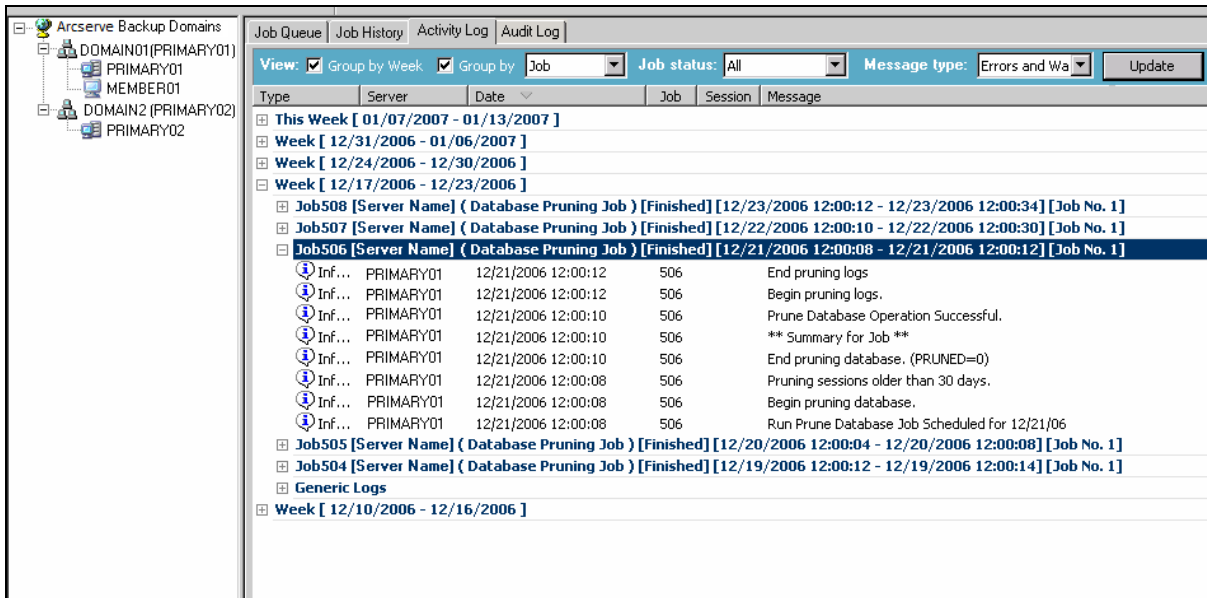 Arcserve Backup Domains
DOMAIN01(PRIMARY01)
PRIMARY01
MEMBER01
DOMAIN2 (PRIMARY02)
PRIMARY02
Job Queue Job History Activity Log Audit Log
View: Group by Week Group by Job Job status: All Message type: Errors and Wa Update
Type Server Date Job Session Message
This Week [ 01/07/2007 - 01/13/2007 ]
Week [ 12/31/2006 - 01/06/2007 ]
Week [ 12/24/2006 - 12/30/2006 ]
Week [ 12/17/2006 - 12/23/2006 ]
Job508 [Server Name] ( Database Pruning Job ) [Finished] [12/23/2006 12:00:12 - 12/23/2006 12:00:34] [Job No. 1]
Job507 [Server Name] ( Database Pruning Job ) [Finished] [12/22/2006 12:00:10 - 12/22/2006 12:00:30] [Job No. 1]
Job506 [Server Name] ( Database Pruning Job ) [Finished] [12/21/2006 12:00:08 - 12/21/2006 12:00:12] [Job No. 1]
Inf... PRIMARY01 12/21/2006 12:00:12 506 End pruning logs
Inf... PRIMARY01 12/21/2006 12:00:12 506 Begin pruning logs.
Inf... PRIMARY01 12/21/2006 12:00:10 506 Prune Database Operation Successful.
Inf... PRIMARY01 12/21/2006 12:00:10 506 ** Summary for Job **
Inf... PRIMARY01 12/21/2006 12:00:10 506 End pruning database. (PRUNED=0)
Inf... PRIMARY01 12/21/2006 12:00:08 506 Pruning sessions older than 30 days.
Inf... PRIMARY01 12/21/2006 12:00:08 506 Begin pruning database.
Inf... PRIMARY01 12/21/2006 12:00:08 506 Run Prune Database Job Scheduled for 12/21/06
Job505 [Server Name] ( Database Pruning Job ) [Finished] [12/20/2006 12:00:04 - 12/20/2006 12:00:08] [Job No. 1]
Job504 [Server Name] ( Database Pruning Job ) [Finished] [12/19/2006 12:00:12 - 12/19/2006 12:00:14] [Job No. 1]
Generic Logs
Week [ 12/10/2006 - 12/16/2006 ]